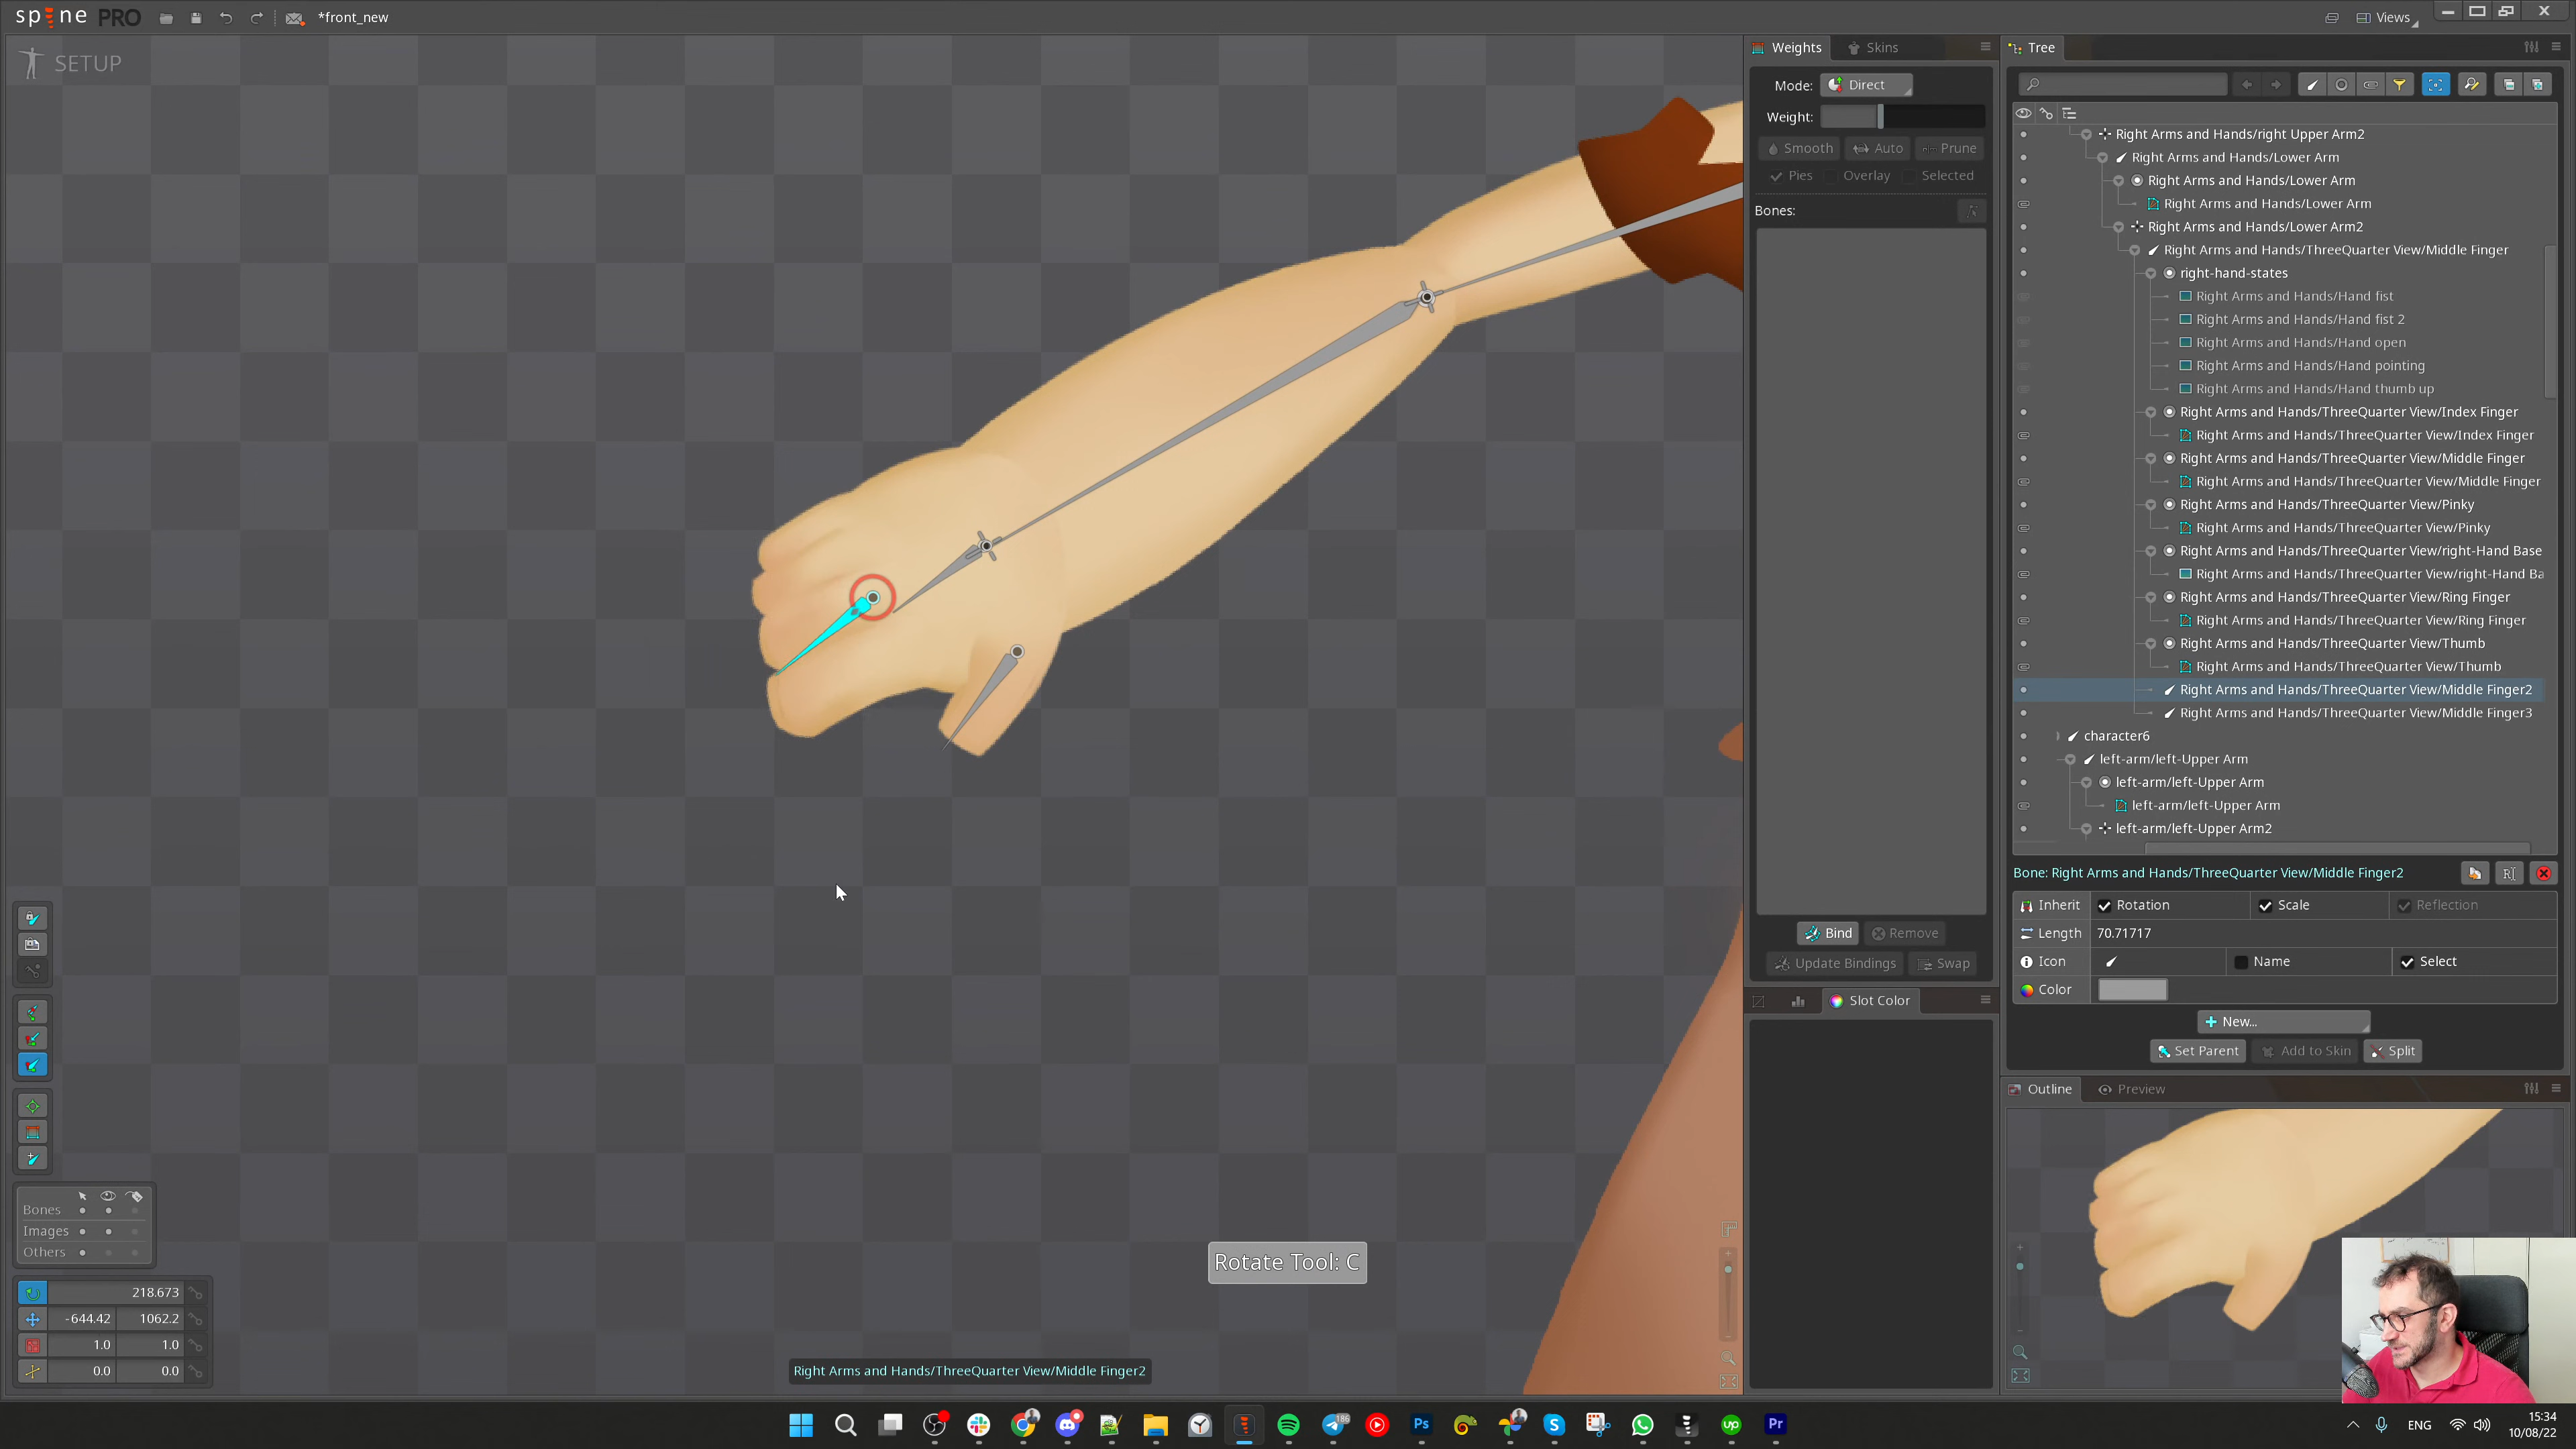 spine PRO
*front_new
Views
SETUP
Weights
Skins
Mode:
Direct
Weight:
Smooth
Auto
Prune
Pies
Overlay
Selected
Bones:
Bind
Remove
Update Bindings
Swap
Slot Color
Tree
Right Arms and Hands/right Upper Arm2
Right Arms and Hands/Lower Arm
Right Arms and Hands/Lower Arm
Right Arms and Hands/Lower Arm
Right Arms and Hands/Lower Arm2
Right Arms and Hands/ThreeQuarter View/Middle Finger
right-hand-states
Right Arms and Hands/Hand fist
Right Arms and Hands/Hand fist 2
Right Arms and Hands/Hand open
Right Arms and Hands/Hand pointing
Right Arms and Hands/Hand thumb up
Right Arms and Hands/ThreeQuarter View/Index Finger
Right Arms and Hands/ThreeQuarter View/Index Finger
Right Arms and Hands/ThreeQuarter View/Middle Finger
Right Arms and Hands/ThreeQuarter View/Middle Finger
Right Arms and Hands/ThreeQuarter View/Pinky
Right Arms and Hands/ThreeQuarter View/Pinky
Right Arms and Hands/ThreeQuarter View/right-Hand Base
Right Arms and Hands/ThreeQuarter View/right-Hand Ba
Right Arms and Hands/ThreeQuarter View/Ring Finger
Right Arms and Hands/ThreeQuarter View/Ring Finger
Right Arms and Hands/ThreeQuarter View/Thumb
Right Arms and Hands/ThreeQuarter View/Thumb
Right Arms and Hands/ThreeQuarter View/Middle Finger2
Right Arms and Hands/ThreeQuarter View/Middle Finger3
character6
left-arm/left-Upper Arm
left-arm/left-Upper Arm
left-arm/left-Upper Arm
left-arm/left-Upper Arm2
Bone: Right Arms and Hands/ThreeQuarter View/Middle Finger2
Inherit
Rotation
Scale
Reflection
Length
70.71717
Icon
Name
Select
Color
New...
Set Parent
Add to Skin
Split
Outline
Preview
Bones
Images
Others
218.673
-644.42 1062.2
1.0 1.0
0.0 0.0
Rotate Tool: C
Right Arms and Hands/ThreeQuarter View/Middle Finger2
186
Ps
up
Pr
ENG
15:34
10/08/22